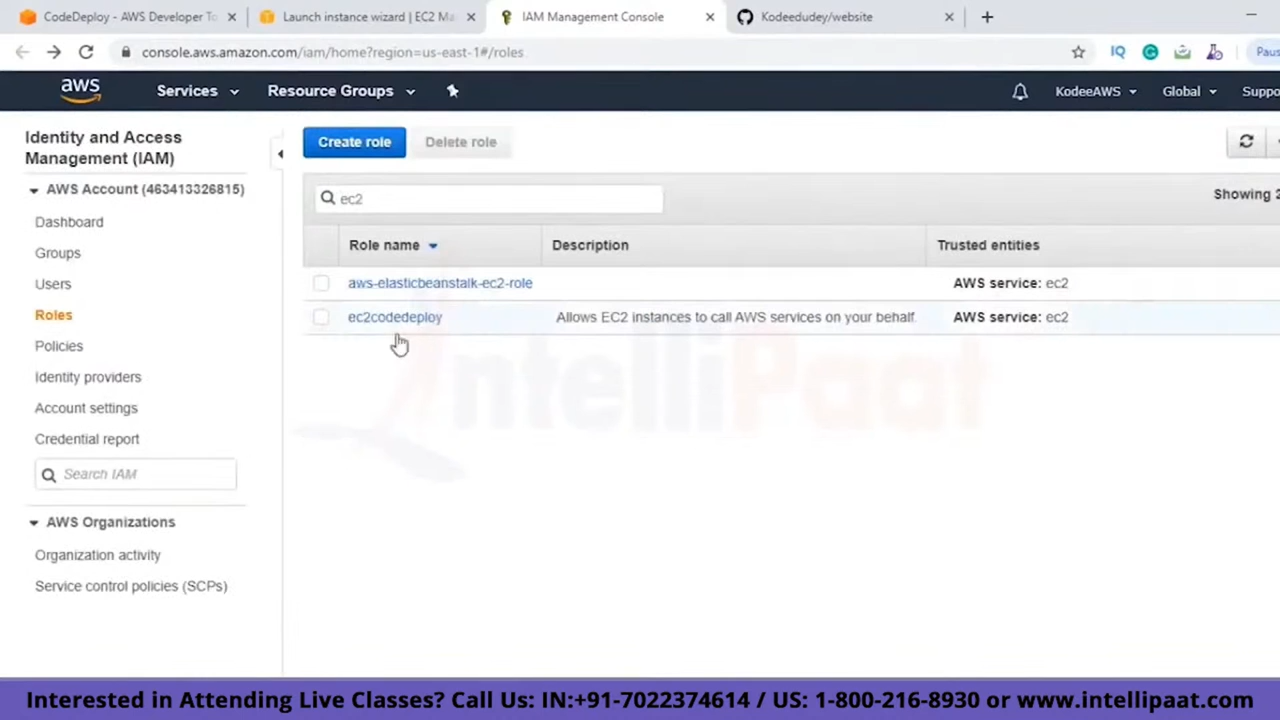 CodeDeploy - AWS Developer To
Launch instance wizard | EC2 Ma
IAM Management Console
Kodeedudey/website
console.aws.amazon.com/iam/home?region=us-east-1#/roles
IQ
Paus
aws
Services
Resource Groups
KodeeAWS
Global
Suppo
Identity and Access
Management (IAM)
AWS Account (463413326815)
Dashboard
Groups
Users
Roles
Policies
Identity providers
Account settings
Credential report
Search IAM
AWS Organizations
Organization activity
Service control policies (SCPs)
Create role
Delete role
ec2
Showing 2
Role name
Description
Trusted entities
aws-elasticbeanstalk-ec2-role
AWS service: ec2
ec2codedeploy
Allows EC2 instances to call AWS services on your behalf.
AWS service: ec2
IntelliPaat
Interested in Attending Live Classes? Call Us: IN:+91-7022374614 / US: 1-800-216-8930 or www.intellipaat.com